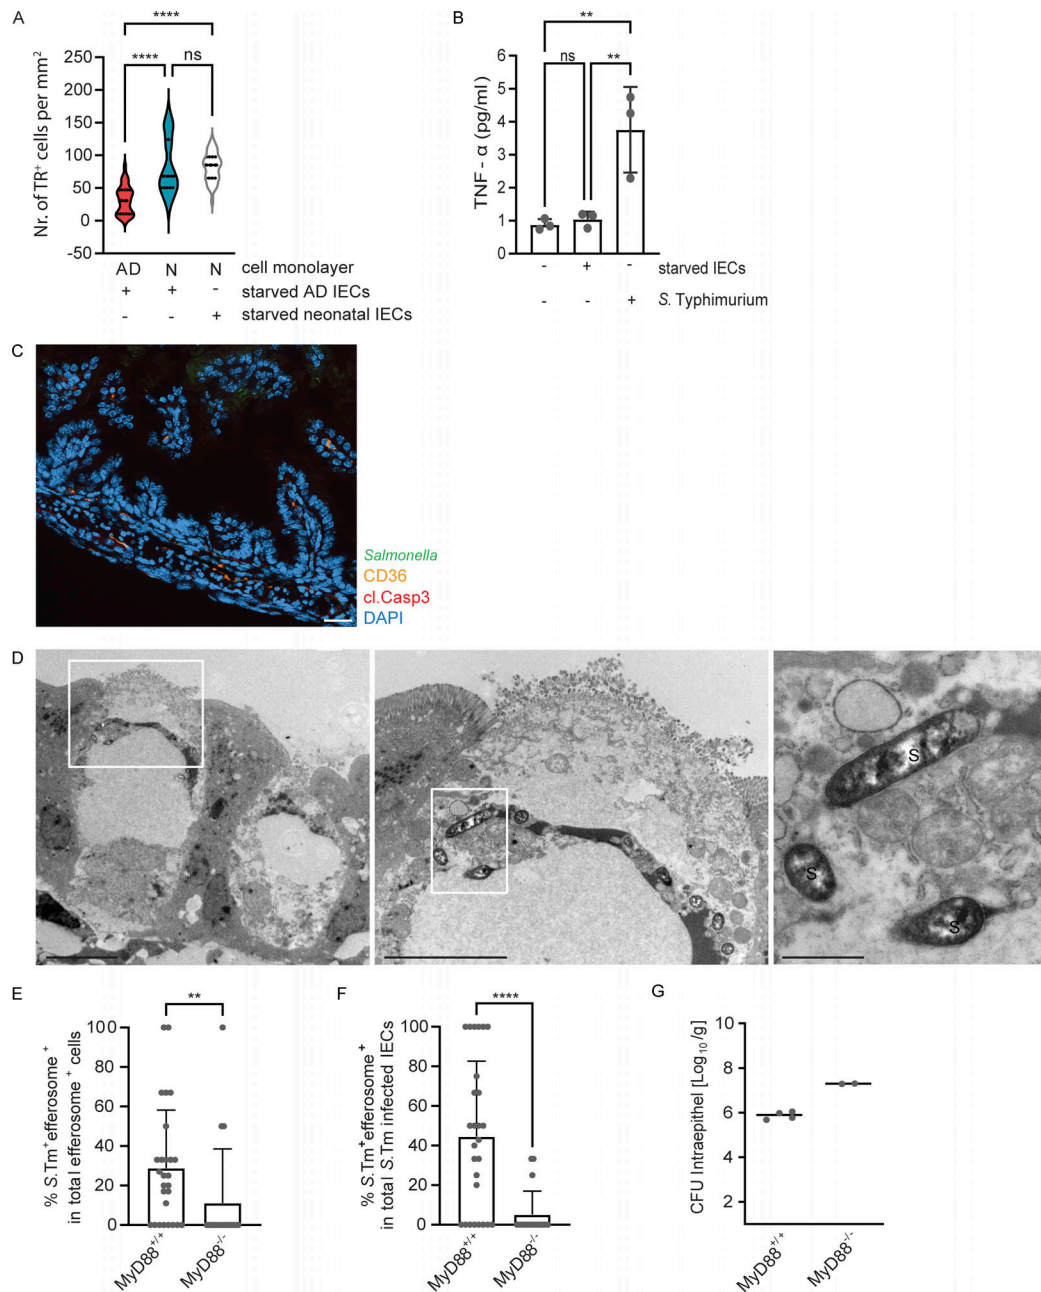 A
****
****
ns
Nr. of TR+ cells per mm2
250
200
150
100
50
0
-50
AD N N cell monolayer
+ + - starved AD IECs
- - + starved neonatal IECs
B
**
ns
**
TNF - α (pg/ml)
6
5
4
3
2
1
0
- + - starved IECs
- - + S. Typhimurium
C
Salmonella
CD36
cl.Casp3
DAPI
D
S
S
S
E
**
% S.Tm+ efferosome+
in total efferosome+ cells
100
80
60
40
20
0
MyD88+/+
MyD88-/-
F
****
% S.Tm+ efferosome+
in total S.Tm infected IECs
100
80
60
40
20
0
MyD88+/+
MyD88-/-
G
CFU Intraepithel [Log10/g]
10
8
6
4
2
MyD88+/+
MyD88-/-